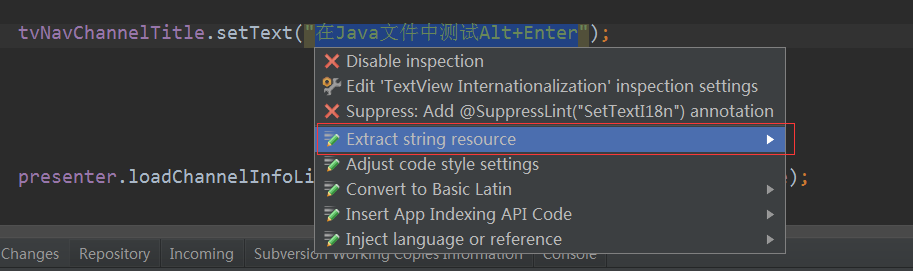 tvNavChannelTitle.setText("在Java文件中测试Alt+Enter");
Disable inspection
Edit 'TextView Internationalization' inspection settings
Suppress: Add @SuppressLint("SetTextI18n") annotation
Extract string resource
Adjust code style settings
presenter.loadChannelInfoLi
);
Convert to Basic Latin
Insert App Indexing API Code
Inject language or reference
Changes Repository Incoming Subversion Working Copies Information Console